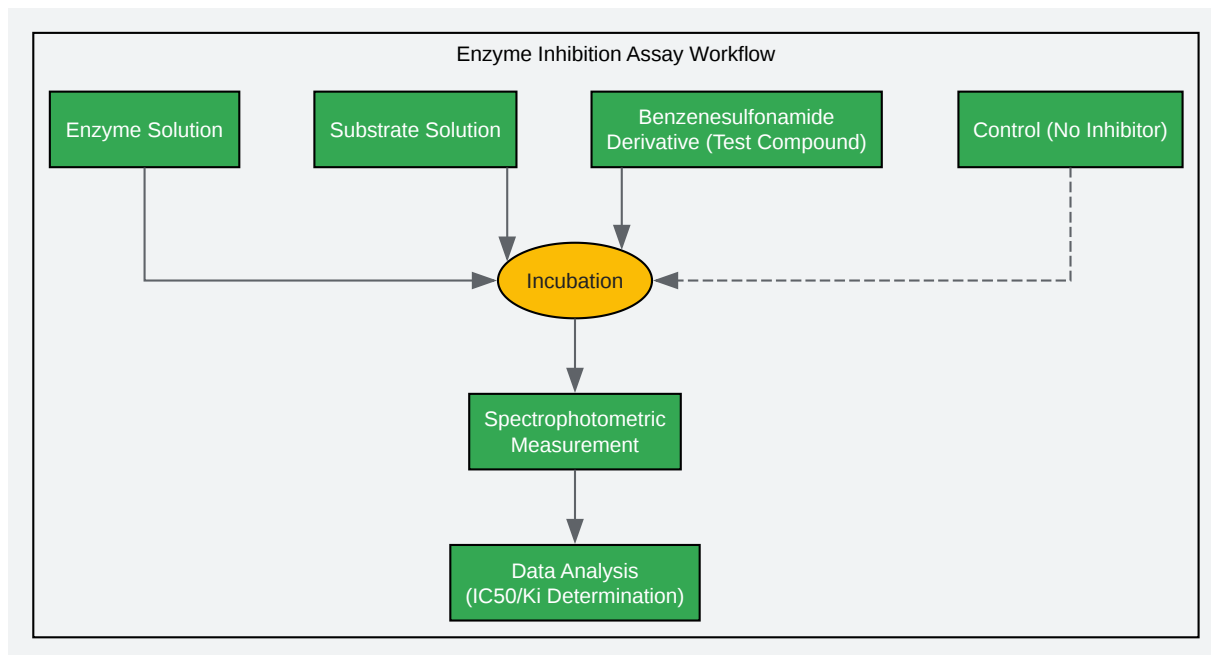 Enzyme Inhibition Assay Workflow
Enzyme Solution
Substrate Solution
Benzenesulfonamide
Derivative (Test Compound)
Control (No Inhibitor)
Incubation
Spectrophotometric
Measurement
Data Analysis
(IC50/Ki Determination)